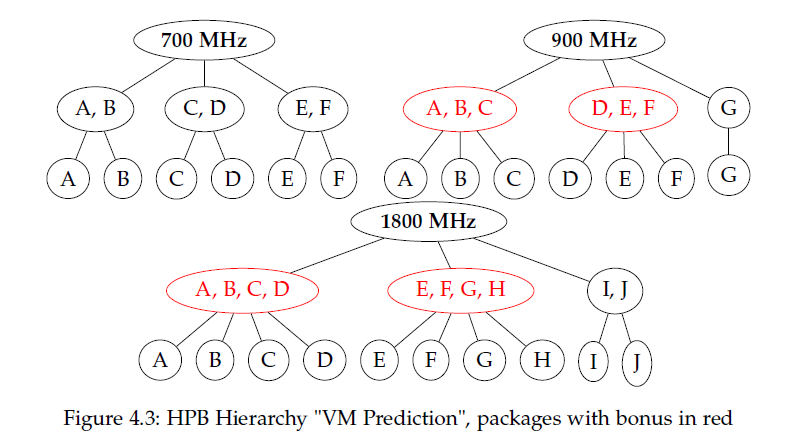 700 MHz 900 MHz
A, B C, D E, F A, B, C D, E, F G
A B C D E F A B C D E F G
1800 MHz
A, B, C, D E, F, G, H I, J
A B C D E F G H I J
Figure 4.3: HPB Hierarchy "VM Prediction", packages with bonus in red